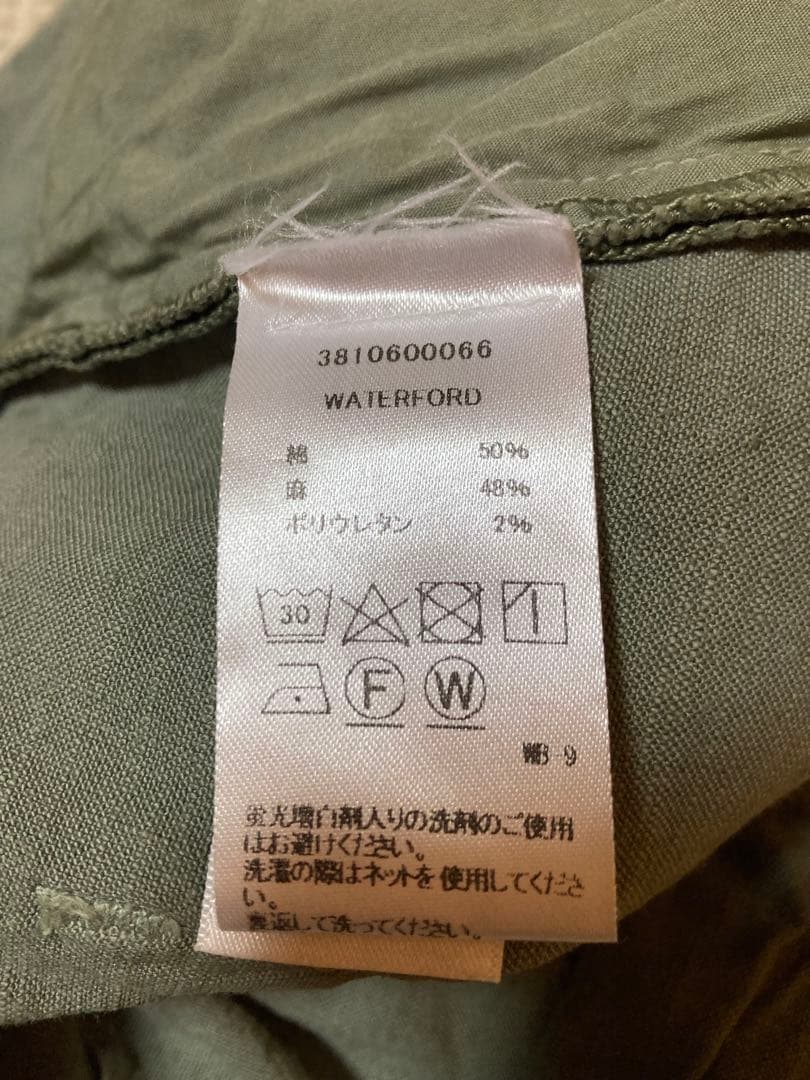 3810600066
WATERFORD
綿 50%
麻 48%
ポリウレタン 2%
30
F W
WB 9
蛍光増白剤入りの洗剤のご使用
はお避けください。
洗濯の際はネットを使用してくださ
い。
裏返して洗ってください。